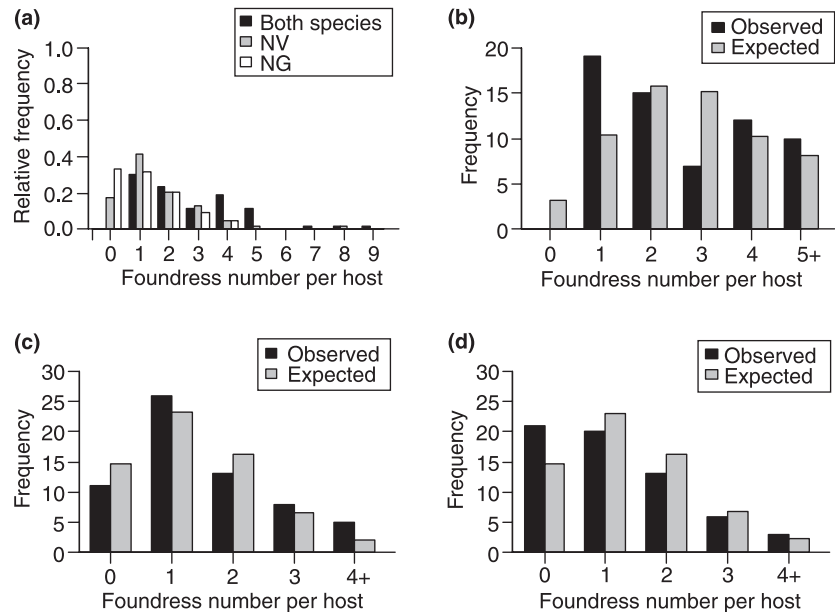 (a)
Both species
NV
NG
Relative frequency
1.0
0.8
0.6
0.4
0.2
0.0
0 1 2 3 4 5 6 7 8 9
Foundress number per host
(b)
Observed
Expected
Frequency
20
15
10
5
0
0 1 2 3 4 5+
Foundress number per host
(c)
Observed
Expected
Frequency
30
25
20
15
10
5
0
0 1 2 3 4+
Foundress number per host
(d)
Observed
Expected
Frequency
30
25
20
15
10
5
0
0 1 2 3 4+
Foundress number per host